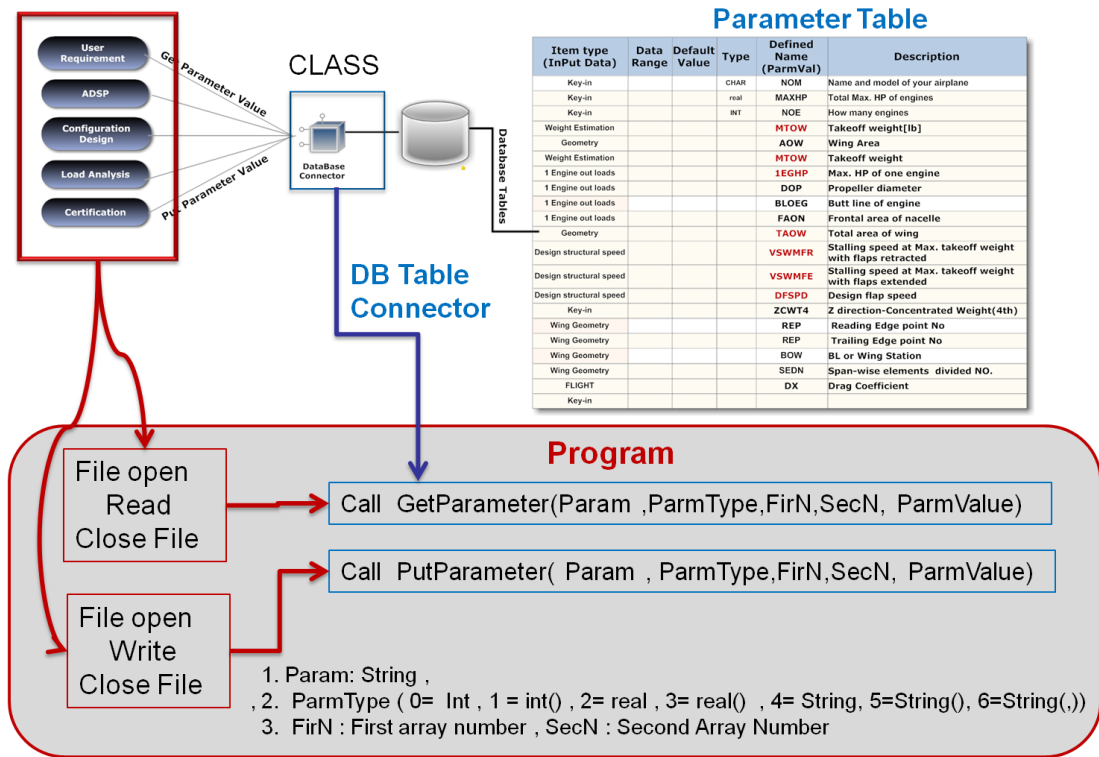 Parameter Table
User
Requirement
ADSP
Configuration
Design
Load Analysis
Certification
Get Parameter Value
Put Parameter Value
CLASS
DataBase
Connector
Database Tables
DB Table
Connector
Item type
(InPut Data)
Data
Range
Default
Value
Type
Defined
Name
(ParmVal)
Description
Key-in CHAR NOM Name and model of your airplane
Key-in real MAXHP Total Max. HP of engines
Key-in INT NOE How many engines
Weight Estimation MTOW Takeoff weight[lb]
Geometry AOW Wing Area
Weight Estimation MTOW Takeoff weight
1 Engine out loads 1EGHP Max. HP of one engine
1 Engine out loads DOP Propeller diameter
1 Engine out loads BLOEG Butt line of engine
1 Engine out loads FAON Frontal area of nacelle
Geometry TAOW Total area of wing
Design structural speed VSWMFR Stalling speed at Max. takeoff weight
with flaps retracted
Design structural speed VSWMFE Stalling speed at Max. takeoff weight
with flaps extended
Design structural speed DFSPD Design flap speed
Key-in ZCWT4 Z direction-Concentrated Weight(4th)
Wing Geometry REP Reading Edge point No
Wing Geometry REP Trailing Edge point No
Wing Geometry BOW BL or Wing Station
Wing Geometry SEDN Span-wise elements divided NO.
FLIGHT DX Drag Coefficient
Key-in
Program
File open
Read
Close File
Call GetParameter(Param ,ParmType,FirN,SecN, ParmValue)
File open
Write
Close File
Call PutParameter( Param , ParmType,FirN,SecN, ParmValue)
1. Param: String ,
, 2. ParmType ( 0= Int , 1 = int() , 2= real , 3= real() , 4= String, 5=String(), 6=String(,))
3. FirN : First array number , SecN : Second Array Number